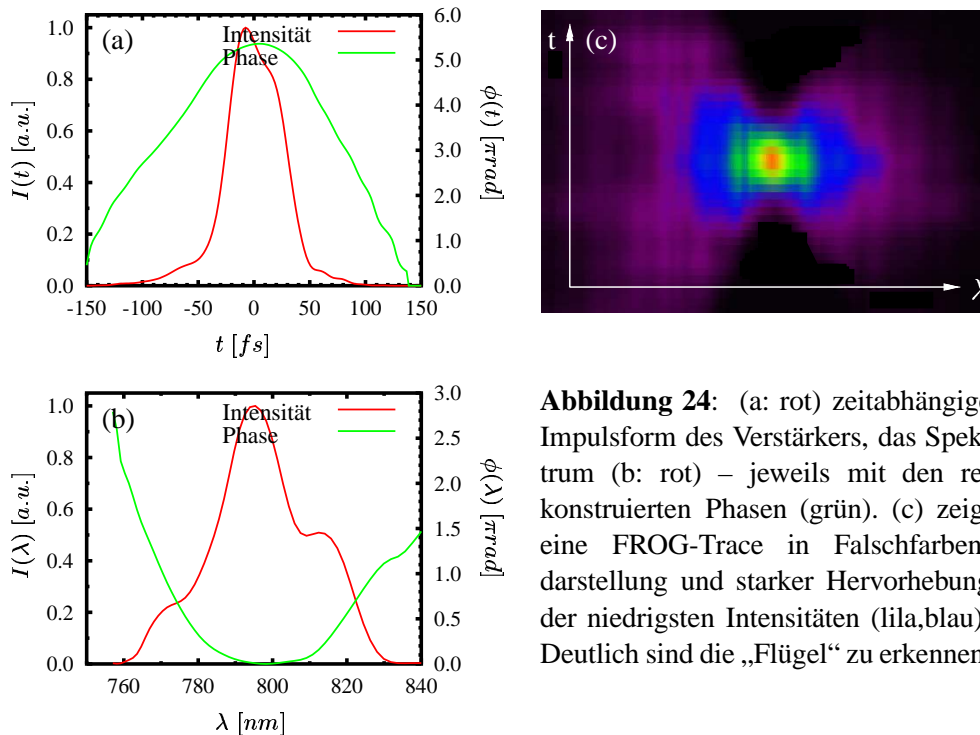 (a)
Intensität
Phase
1.0
0.8
0.6
0.4
0.2
0.0
I(t) [a.u.]
6.0
5.0
4.0
3.0
2.0
1.0
0.0
ϕ(t) [πrad]
-150 -100 -50 0 50 100 150
t [fs]
t (c)
λ
(b)
Intensität
Phase
1.0
0.8
0.6
0.4
0.2
0.0
I(λ) [a.u.]
3.0
2.5
2.0
1.5
1.0
0.5
0.0
ϕ(λ) [πrad]
760 780 800 820 840
λ [nm]
Abbildung 24: (a: rot) zeitabhängige
Impulsform des Verstärkers, das Spek-
trum (b: rot) – jeweils mit den re-
konstruierten Phasen (grün). (c) zeig
eine FROG-Trace in Falschfarben
darstellung und starker Hervorhebung
der niedrigsten Intensitäten (lila,blau)
Deutlich sind die „Flügel“ zu erkennen